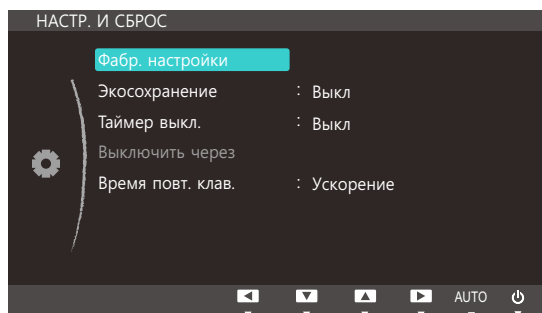 НАСТР. И СБРОС
Фабр. настройки
Экосохранение : Выкл
Таймер выкл. : Выкл
Выключить через
Время повт. клав. : Ускорение
AUTO